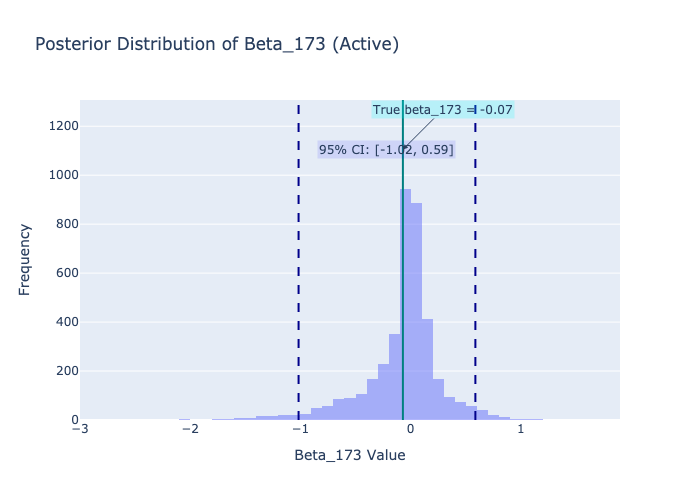 Posterior Distribution of Beta_173 (Active)
True beta_173 = -0.07
95% CI: [-1.02, 0.59]
1200
1000
800
600
400
200
0
Frequency
−3
−2
−1
0
1
Beta_173 Value